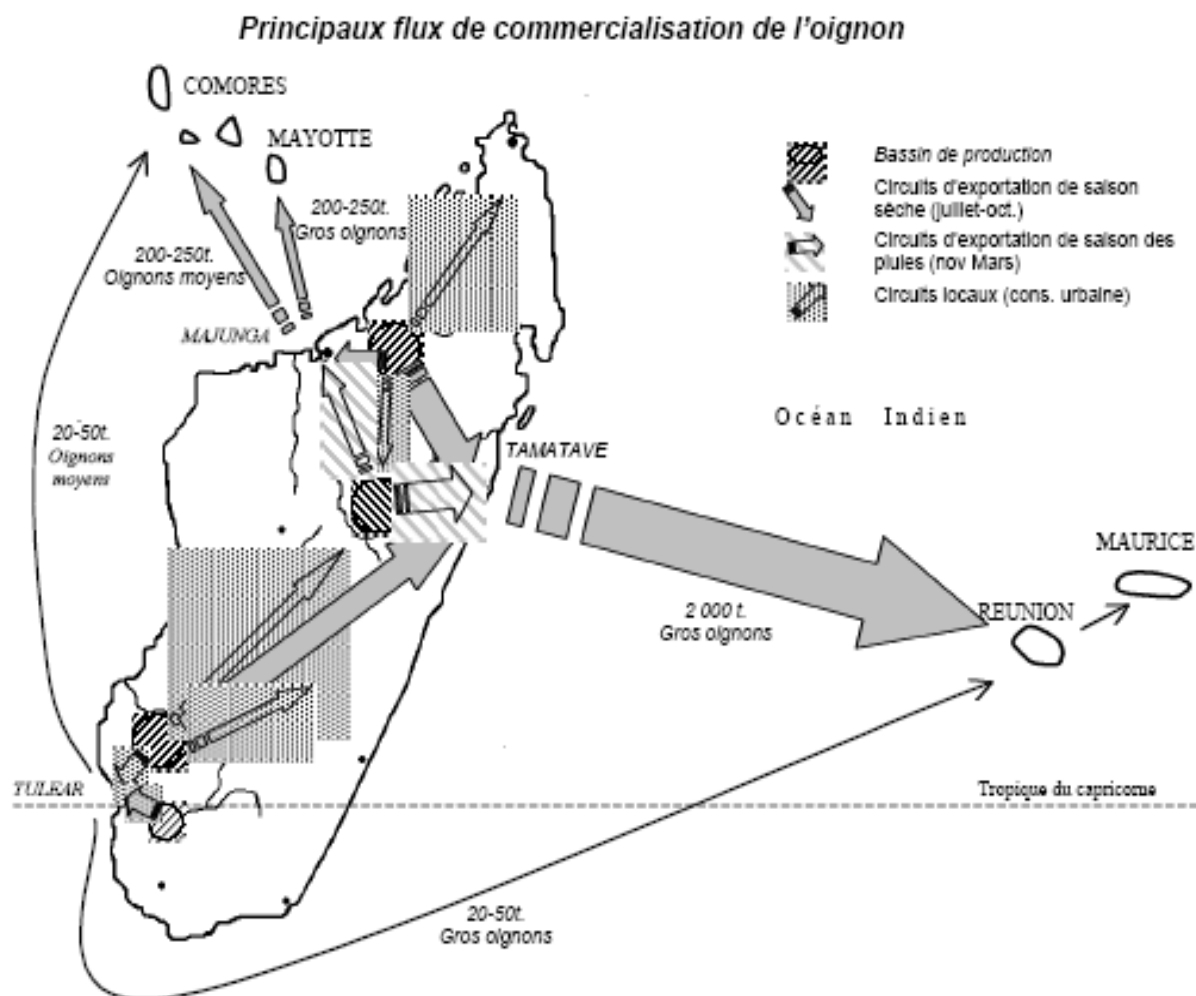 Principaux flux de commercialisation de l'oignon
COMORES
MAYOTTE
200-250t.
Gros oignons
200-250t.
Oignons moyens
MAJUNGA
Bassin de production
Circuits d'exportation de saison
sèche (juillet-oct.)
Circuits d'exportation de saison des
pluies (nov Mars)
Circuits locaux (cons. urbaine)
20-50t.
Oignons
moyens
Océan Indien
TAMATAVE
MAURICE
REUNION
2 000 t.
Gros oignons
TULEAR
Tropique du capricorne
20-50t.
Gros oignons